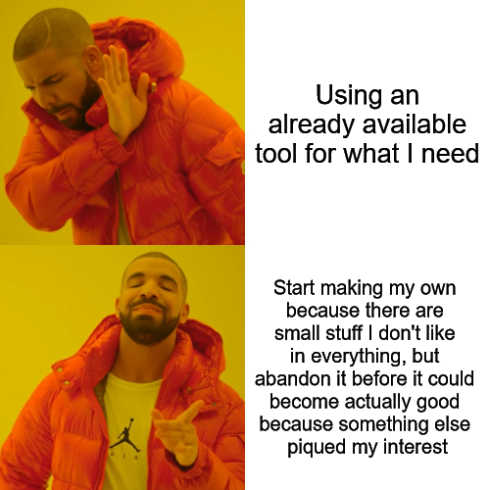 Using an
already available
tool for what I need
Start making my own
because there are
small stuff I don't like
in everything, but
abandon it before it could
become actually good
because something else
piqued my interest